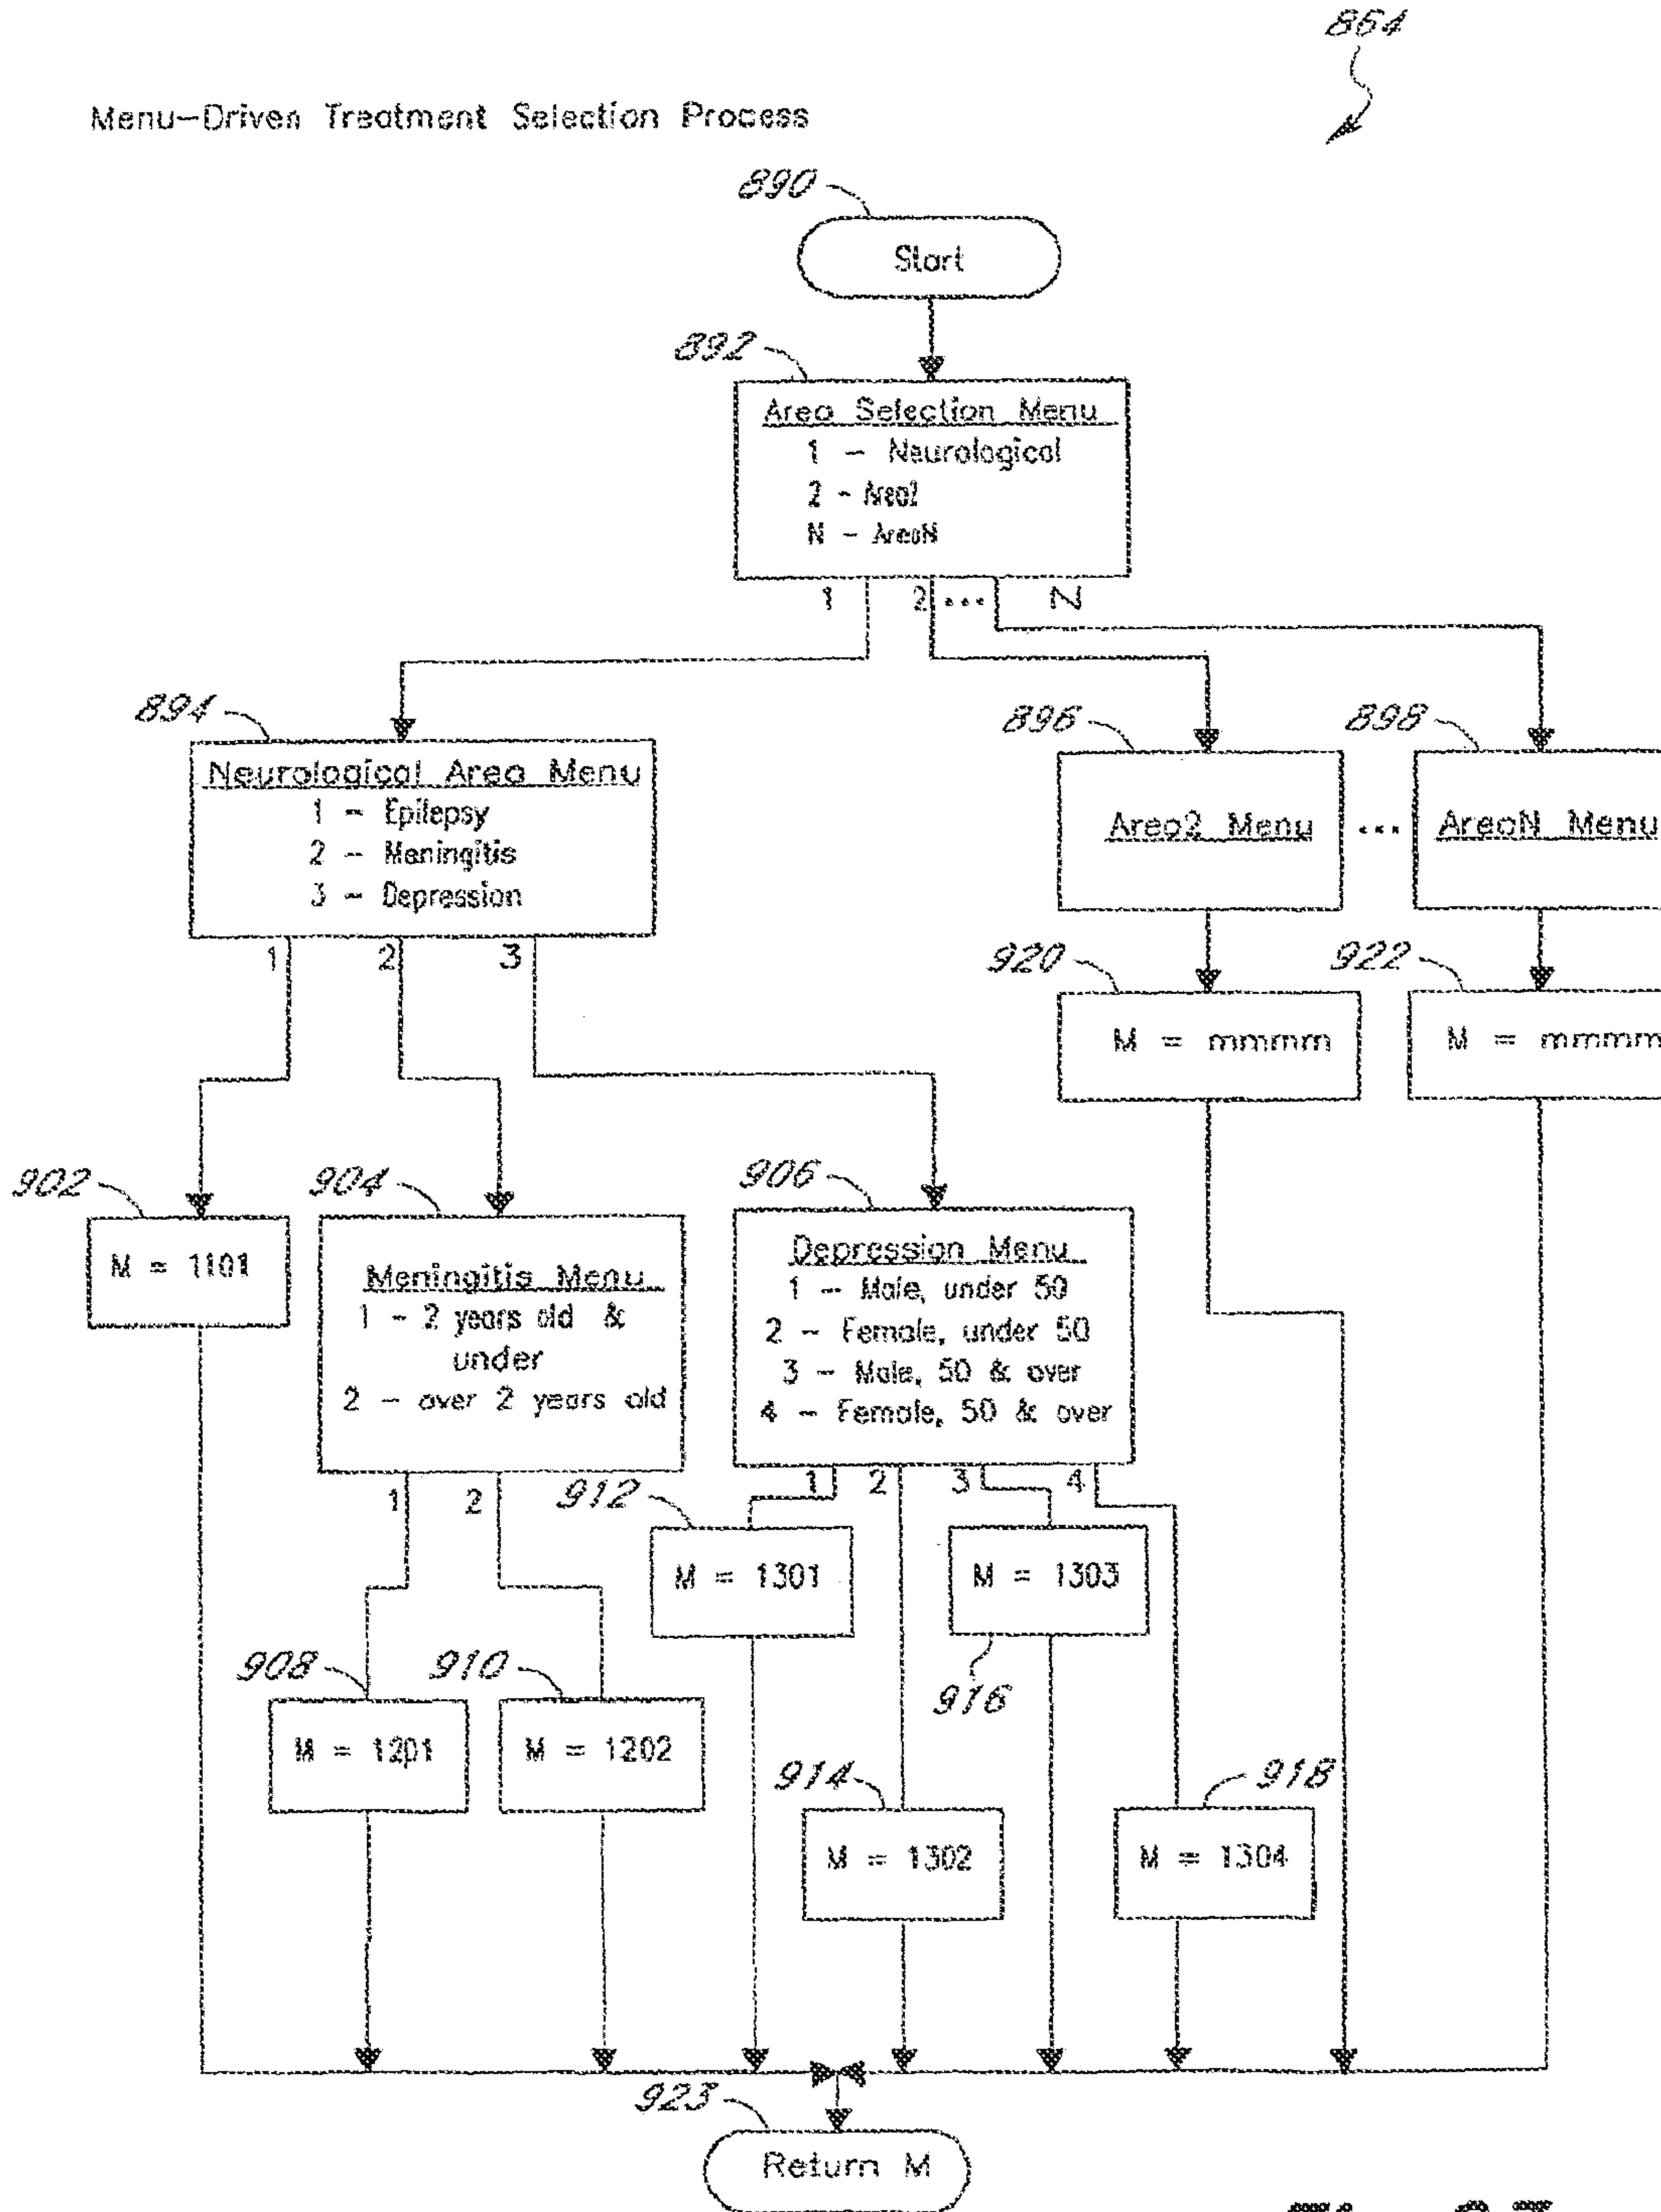 864
Menu-Driven Treatment Selection Process
890
Start
892
Area Selection Menu
1 - Neurological
2 - Area2
N - AreaN
1 2 ... N
894
Neurological Area Menu
1 - Epilepsy
2 - Meningitis
3 - Depression
1 2 3
896
Area2 Menu
...
898
AreaN Menu
920
M = mmmm
922
M = mmmm
902
M = 1101
904
Meningitis Menu
1 - 2 years old &
under
2 - over 2 years old
1 2
906
Depression Menu
1 - Male, under 50
2 - Female, under 50
3 - Male, 50 & over
4 - Female, 50 & over
1 2 3 4
912
M = 1301
M = 1303
916
908
M = 1201
910
M = 1202
914
M = 1302
918
M = 1304
923
Return M